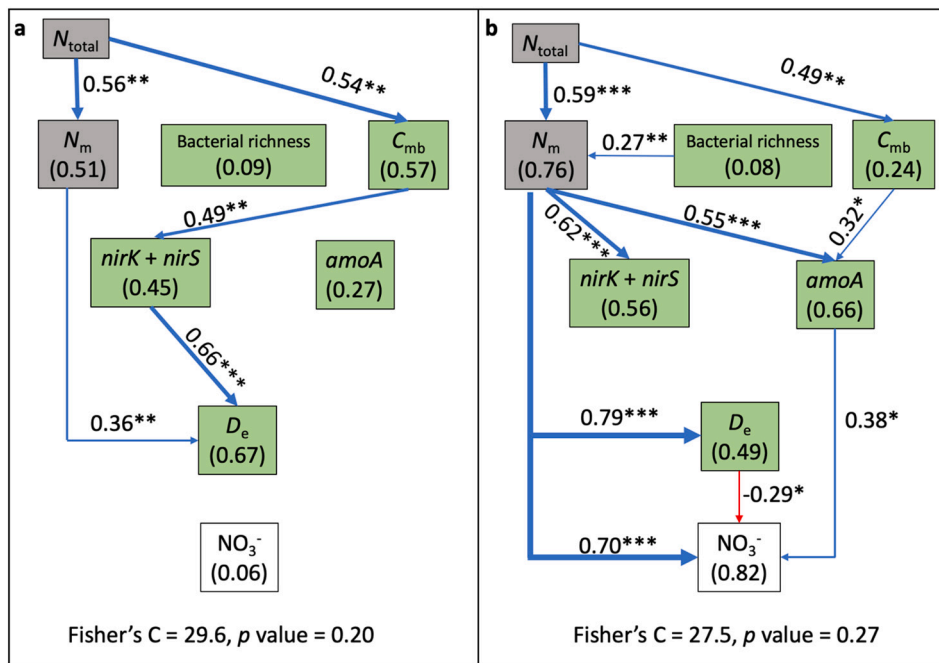 a
N_total
0.56**
0.54**
N_m
(0.51)
Bacterial richness
(0.09)
C_mb
(0.57)
0.49**
nirK + nirS
(0.45)
amoA
(0.27)
0.66***
0.36**
D_e
(0.67)
NO₃⁻
(0.06)
Fisher's C = 29.6, p value = 0.20
b
N_total
0.49**
0.59***
N_m
(0.76)
0.27**
Bacterial richness
(0.08)
C_mb
(0.24)
0.62***
0.55***
0.32*
nirK + nirS
(0.56)
amoA
(0.66)
0.79***
D_e
(0.49)
0.38*
-0.29*
0.70***
NO₃⁻
(0.82)
Fisher's C = 27.5, p value = 0.27